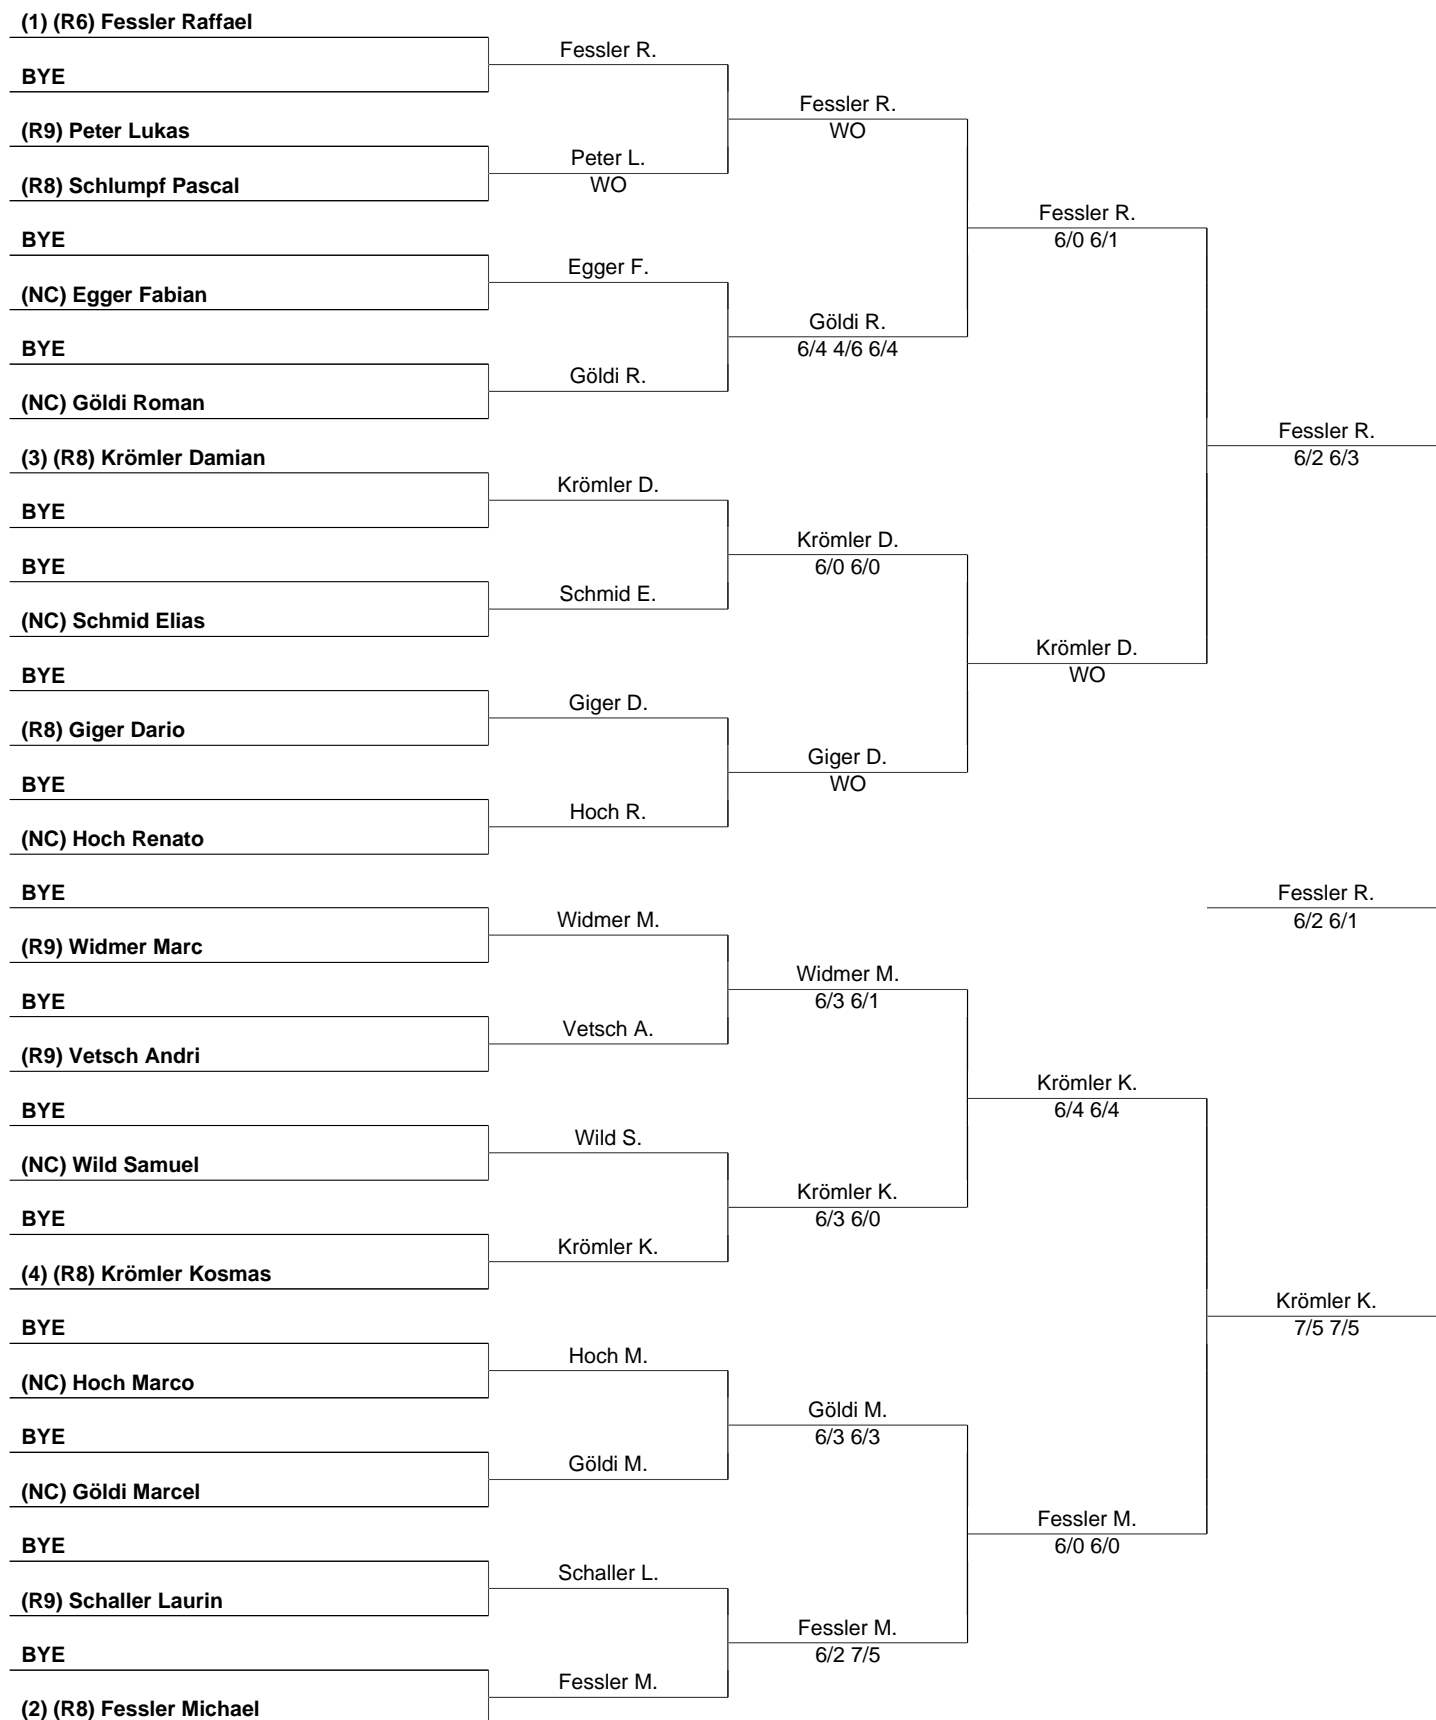 (1) (R6) Fessler Raffael
BYE
(R9) Peter Lukas
(R8) Schlumpf Pascal
BYE
(NC) Egger Fabian
BYE
(NC) Göldi Roman
(3) (R8) Krömler Damian
BYE
BYE
(NC) Schmid Elias
BYE
(R8) Giger Dario
BYE
(NC) Hoch Renato
BYE
(R9) Widmer Marc
BYE
(R9) Vetsch Andri
BYE
(NC) Wild Samuel
BYE
(4) (R8) Krömler Kosmas
BYE
(NC) Hoch Marco
BYE
(NC) Göldi Marcel
BYE
(R9) Schaller Laurin
BYE
(2) (R8) Fessler Michael
Fessler R.
Peter L.
WO
Egger F.
Göldi R.
Krömler D.
Schmid E.
Giger D.
Hoch R.
Widmer M.
Vetsch A.
Wild S.
Krömler K.
Hoch M.
Göldi M.
Schaller L.
Fessler M.
Fessler R.
WO
Göldi R.
6/4 4/6 6/4
Krömler D.
6/0 6/0
Giger D.
WO
Widmer M.
6/3 6/1
Krömler K.
6/3 6/0
Göldi M.
6/3 6/3
Fessler M.
6/2 7/5
Fessler R.
6/0 6/1
Krömler D.
WO
Krömler K.
6/4 6/4
Fessler M.
6/0 6/0
Fessler R.
6/2 6/3
Fessler R.
6/2 6/1
Krömler K.
7/5 7/5